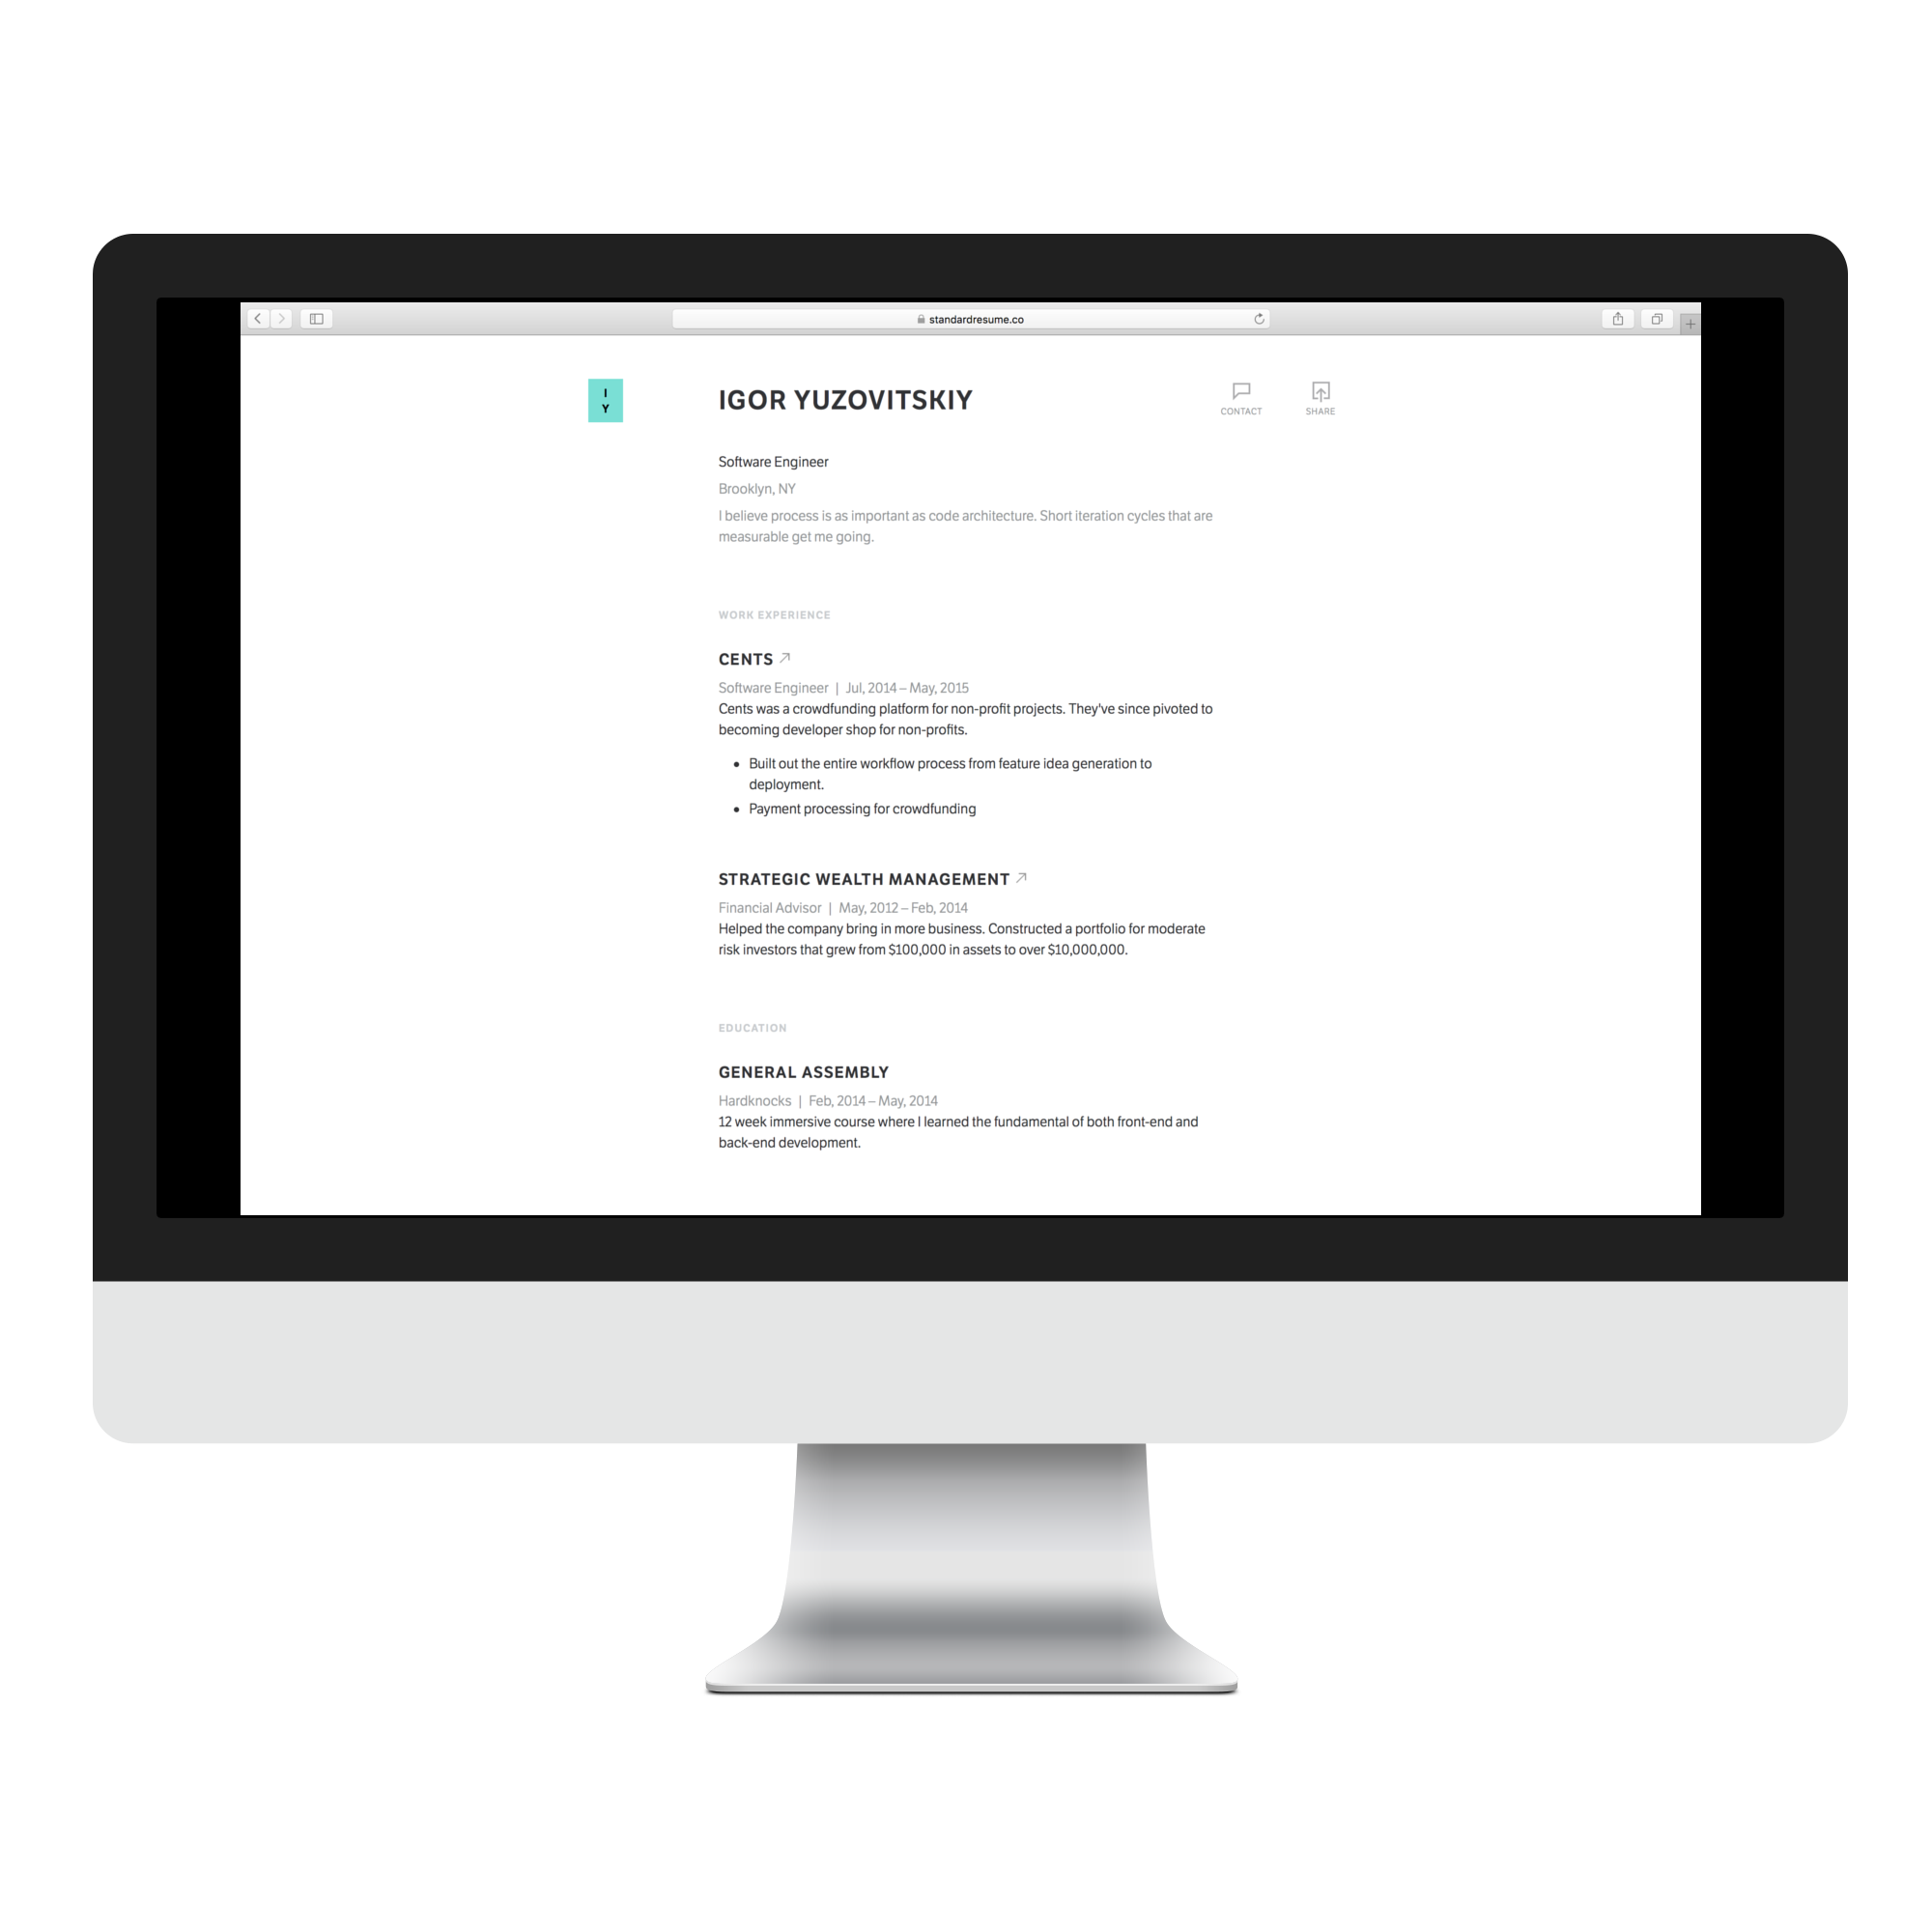 standardresume.co
I
Y
IGOR YUZOVITSKIY
CONTACT
SHARE
Software Engineer
Brooklyn, NY
I believe process is as important as code architecture. Short iteration cycles that are
measurable get me going.
WORK EXPERIENCE
CENTS
Software Engineer | Jul, 2014 – May, 2015
Cents was a crowdfunding platform for non-profit projects. They've since pivoted to
becoming developer shop for non-profits.
• Built out the entire workflow process from feature idea generation to
deployment.
• Payment processing for crowdfunding
STRATEGIC WEALTH MANAGEMENT
Financial Advisor | May, 2012 – Feb, 2014
Helped the company bring in more business. Constructed a portfolio for moderate
risk investors that grew from $100,000 in assets to over $10,000,000.
EDUCATION
GENERAL ASSEMBLY
Hardknocks | Feb, 2014 – May, 2014
12 week immersive course where I learned the fundamental of both front-end and
back-end development.